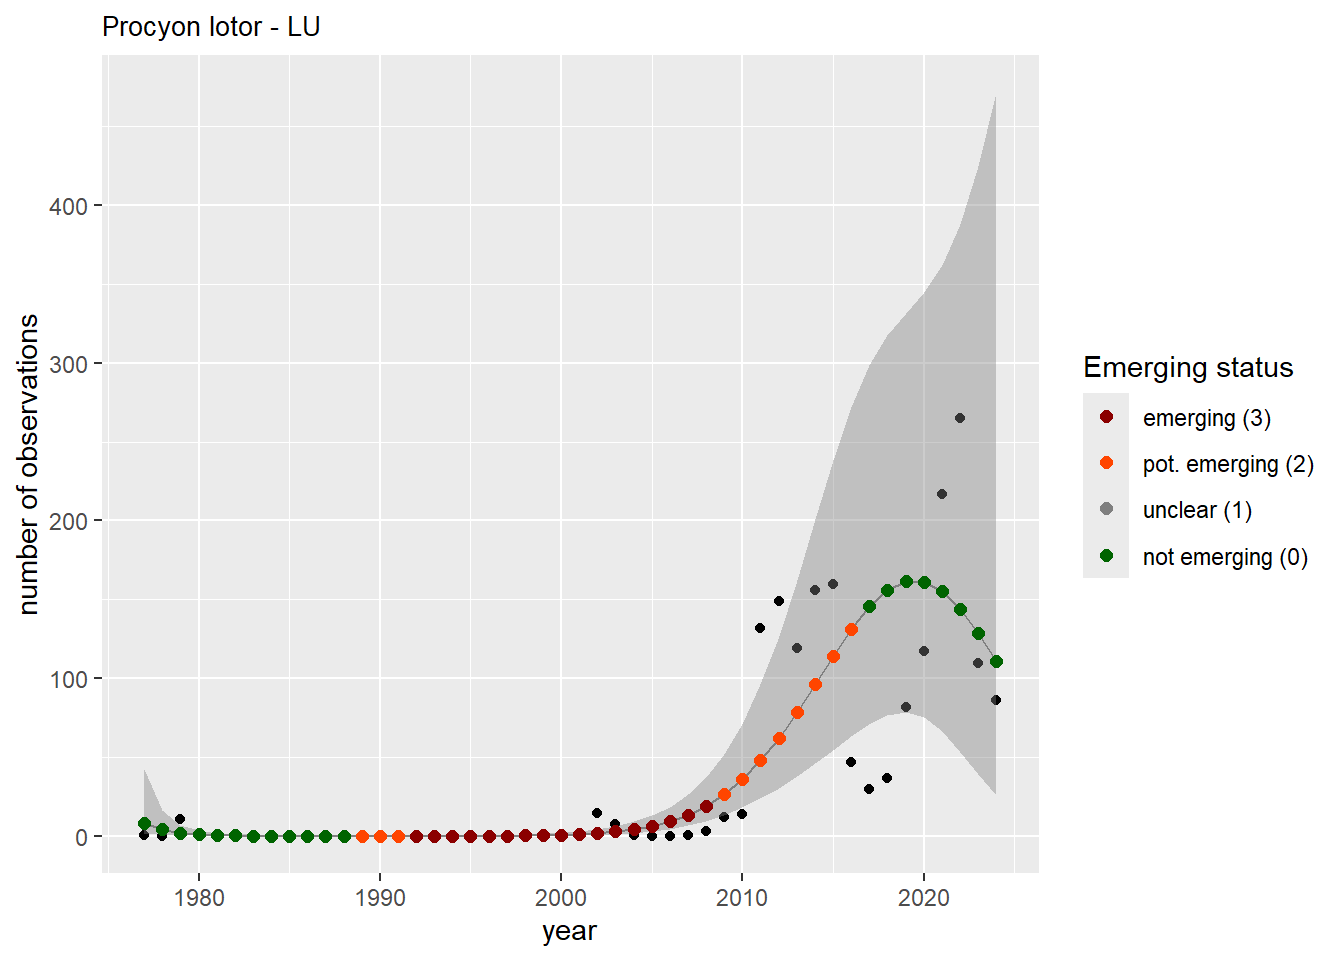 Procyon lotor - LU
number of observations
400
300
200
100
0
1980
1990
2000
2010
2020
year
Emerging status
emerging (3)
pot. emerging (2)
unclear (1)
not emerging (0)